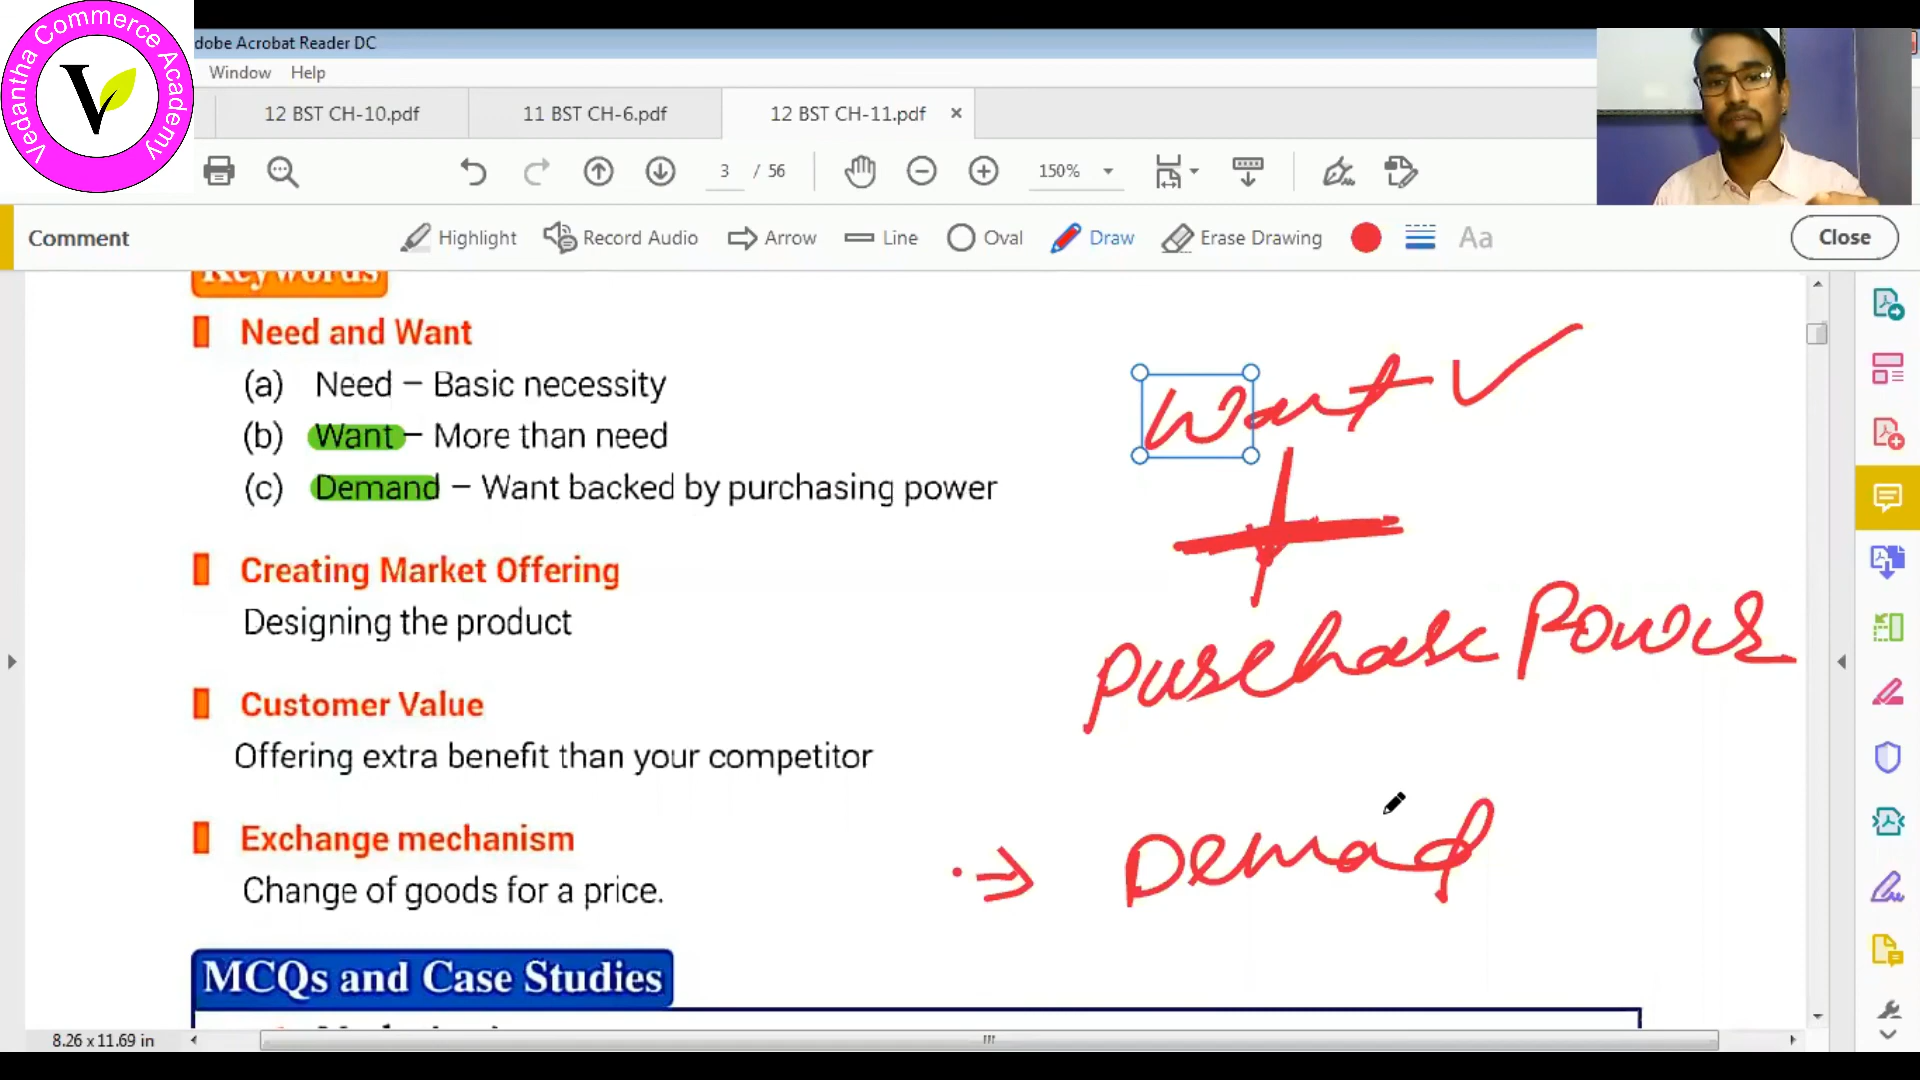 Vedantha Commerce Academy
V
dobe Acrobat Reader DC
Window Help
12 BST CH-10.pdf 11 BST CH-6.pdf 12 BST CH-11.pdf ×
3 / 56 150%
Comment Highlight Record Audio Arrow Line Oval Draw Erase Drawing Aa Close
Keywords
Need and Want
(a) Need – Basic necessity
(b) Want – More than need
(c) Demand – Want backed by purchasing power
Creating Market Offering
Designing the product
Customer Value
Offering extra benefit than your competitor
Exchange mechanism
Change of goods for a price.
Want ✓
+
Purchase Power
⇒ Demad
MCQs and Case Studies
8.26 x 11.69 in